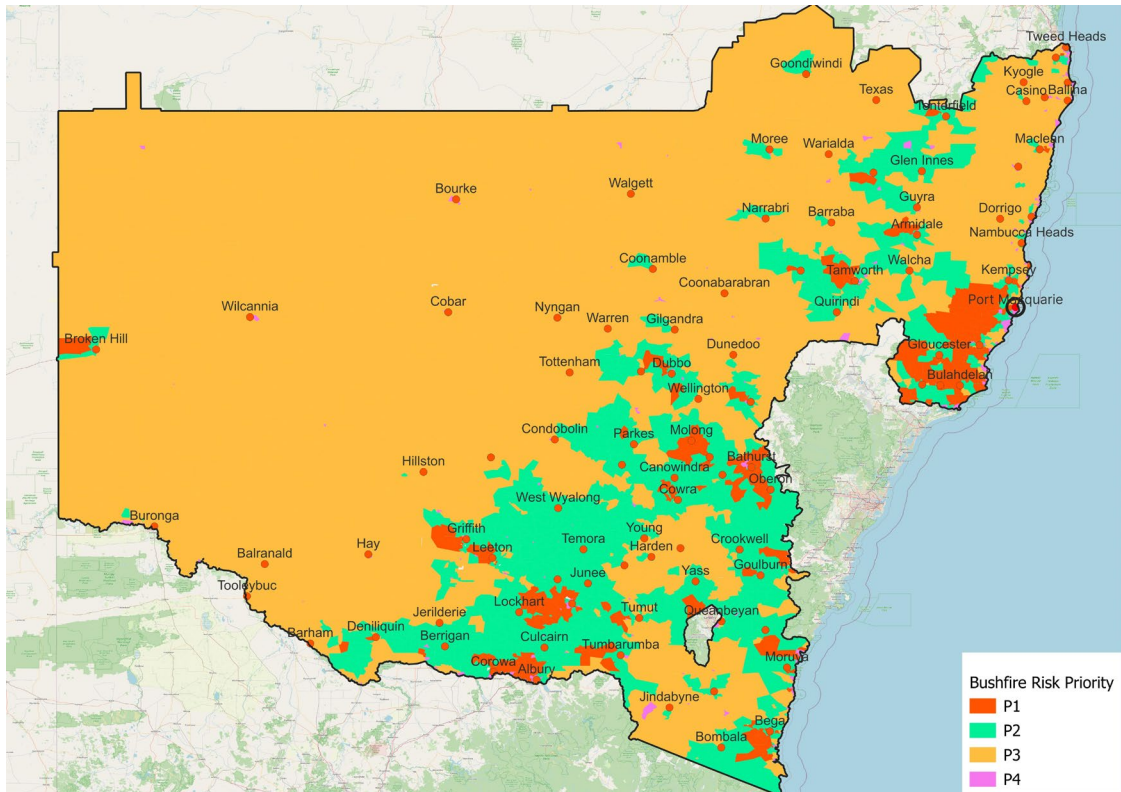 Tweed Heads
Goondiwindi
Kyogle
Texas
Casino
Ballina
Tenterfield
Moree
Warialda
Maclean
Glen Innes
Bourke
Walgett
Guyra
Narrabri
Barraba
Dorrigo
Armidale
Nambucca Heads
Coonamble
Walcha
Kempsey
Tamworth
Coonabarabran
Port Macquarie
Wilcannia
Cobar
Nyngan
Quirindi
Warren
Gilgandra
Broken Hill
Gloucester
Dunedoo
Tottenham
Dubbo
Bulahdelah
Wellington
Condobolin
Parkes
Molong
Hillston
Canowindra
Bathurst
Oberon
Cowra
West Wyalong
Buronga
Griffith
Young
Balranald
Hay
Leeton
Temora
Harden
Crookwell
Goulburn
Tooleybuc
Junee
Yass
Lockhart
Tumut
Queanbeyan
Jerilderie
Barham
Deniliquin
Berrigan
Culcairn
Tumbarumba
Corowa
Albury
Moruya
Jindabyne
Bega
Bombala
Bushfire Risk Priority
P1
P2
P3
P4